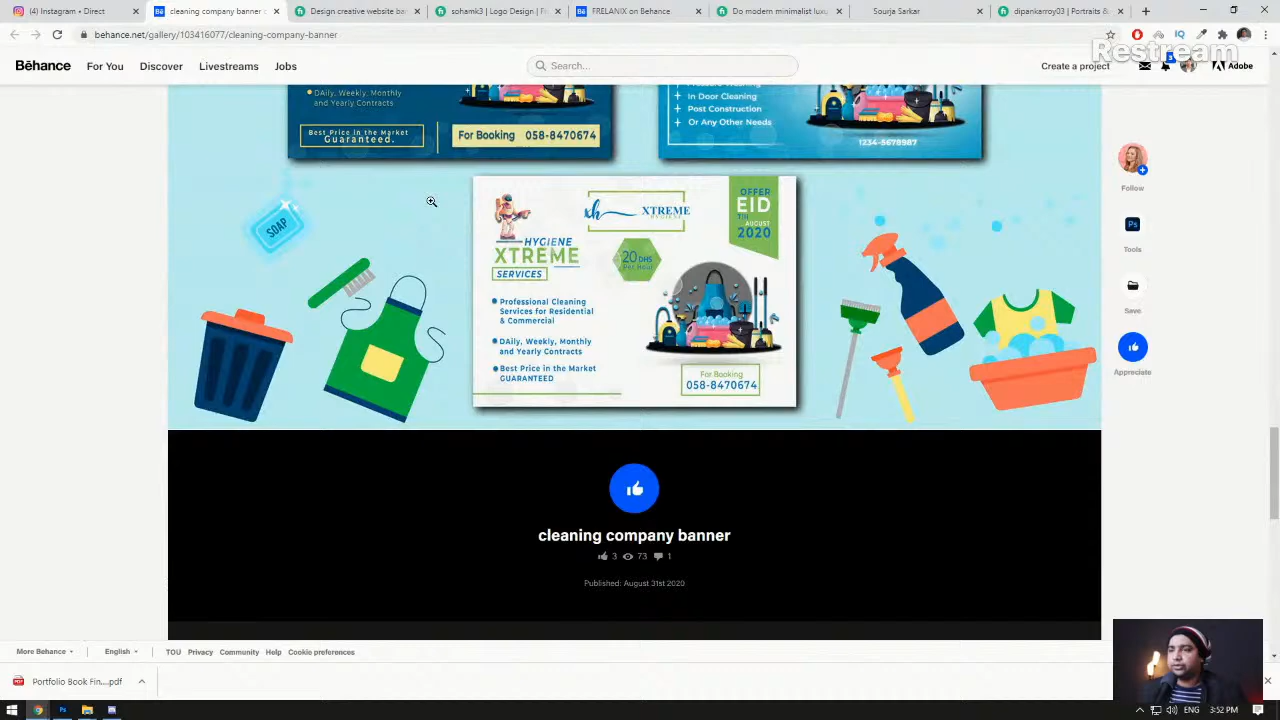 (4) Instagram • Direct
cleaning company banner
Design creative website ba
sohamk3 | Logo Design |
FRELANIX on Behance
Do modern minimalist luxu
Sourja Sarkar
dipankarroy03 | Portraits &
behance.net/gallery/103416077/cleaning-company-banner
Restream
Bēhance
For You
Discover
Livestreams
Jobs
Search...
Create a project
Adobe
DAily, Weekly, Monthly
and Yearly Contracts
Best Price in the Market
Guaranteed.
For Booking 058-8470674
In Door Cleaning
Post Construction
Or Any Other Needs
1234-5678987
SOAP
HYGIENE
XTREME
SERVICES
xh
XTREME
HYGIENE
OFFER
EID
Till
AUGUST
2020
20 DHS
Per Hour
Professional Cleaning
Services for Residential
& Commercial
DAily, Weekly, Monthly
and Yearly Contracts
Best Price in the Market
GUARANTEED
For Booking
058-8470674
Follow
Ps
Tools
Save
Appreciate
cleaning company banner
3 73 1
Published: August 31st 2020
More Behance
English
TOU Privacy Community Help Cookie preferences
Portfolio Book Fin....pdf
ENG 3:52 PM